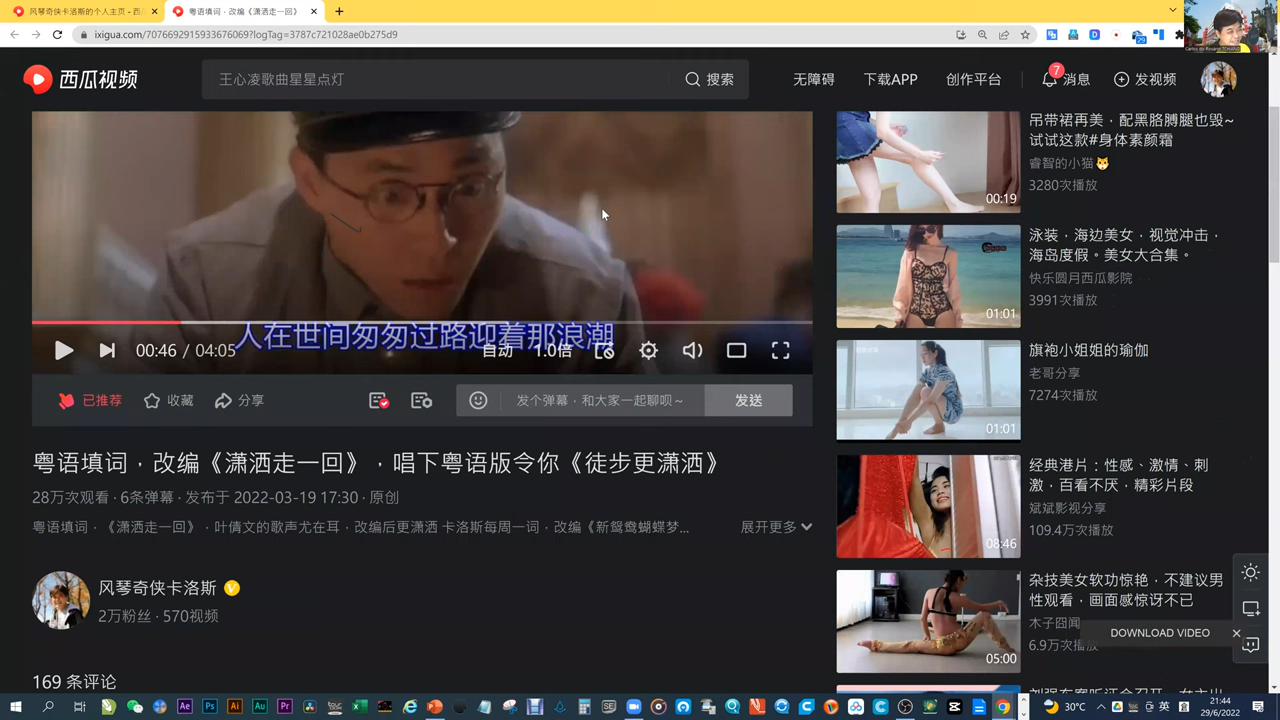 风琴奇侠卡洛斯的个人主页 - 西/
粤语填词，改编《潇洒走一回》
ixigua.com/7076692915933676069?logTag=3787c721028ae0b275d9
29
西瓜视频
王心凌歌曲星星点灯
搜索
无障碍
下载APP
创作平台
7
消息
发视频
人在世间匆匆过路迎着那浪潮
00:46 / 04:05
自动
1.0倍
已推荐
收藏
分享
发个弹幕，和大家一起聊呗～
发送
粤语填词，改编《潇洒走一回》，唱下粤语版令你《徒步更潇洒》
28万次观看 · 6条弹幕 · 发布于 2022-03-19 17:30 · 原创
粤语填词，《潇洒走一回》，叶倩文的歌声尤在耳，改编后更潇洒 卡洛斯每周一词，改编《新鸳鸯蝴蝶梦...
展开更多
风琴奇侠卡洛斯
2万粉丝 · 570视频
169 条评论
00:19
吊带裙再美，配黑胳膊腿也毁~
试试这款#身体素颜霜
睿智的小猫
3280次播放
01:01
泳装，海边美女，视觉冲击，
海岛度假。美女大合集。
快乐圆月西瓜影院
3991次播放
01:01
旗袍小姐姐的瑜伽
老哥分享
7274次播放
08:46
经典港片：性感、激情、刺
激，百看不厌，精彩片段
斌斌影视分享
109.4万次播放
05:00
杂技美女软功惊艳，不建议男
性观看，画面感惊讶不已
木子囧闻
6.9万次播放
DOWNLOAD VIDEO
30°C
英
21:44
29/6/2022